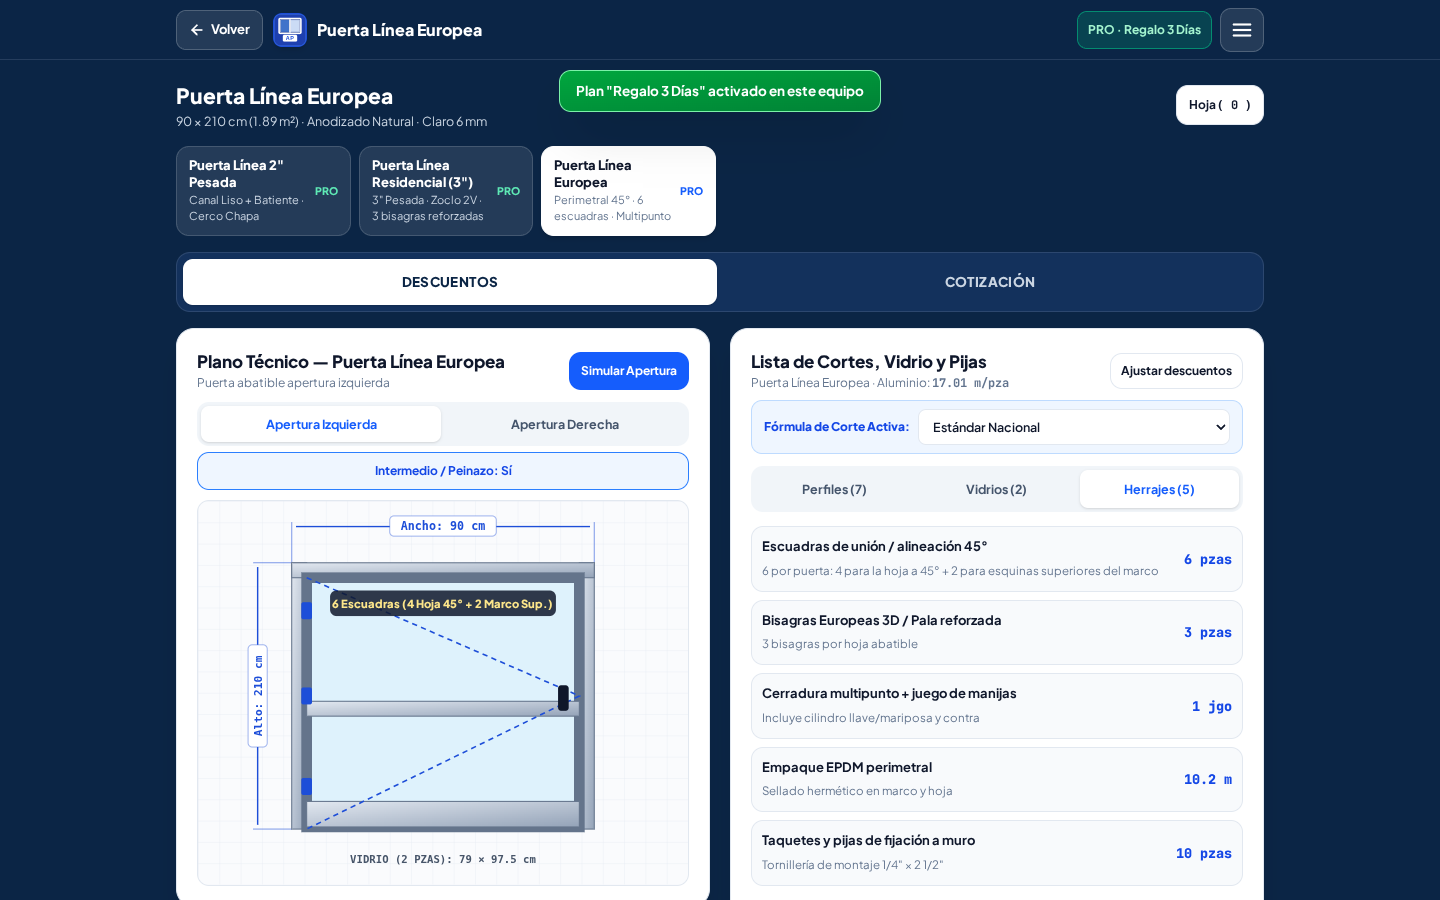 Volver
AP
Puerta Línea Europea
PRO · Regalo 3 Días
Plan "Regalo 3 Días" activado en este equipo
Puerta Línea Europea
90 × 210 cm (1.89 m²) · Anodizado Natural · Claro 6 mm
Hoja ( 0 )
Puerta Línea 2"
Pesada
Canal Liso + Batiente ·
Cerco Chapa
PRO
Puerta Línea
Residencial (3")
3" Pesada · Zoclo 2V ·
3 bisagras reforzadas
PRO
Puerta Línea
Europea
Perimetral 45° · 6
escuadras · Multipunto
PRO
DESCUENTOS
COTIZACIÓN
Plano Técnico — Puerta Línea Europea
Puerta abatible apertura izquierda
Simular Apertura
Apertura Izquierda
Apertura Derecha
Intermedio / Peinazo: Sí
Ancho: 90 cm
6 Escuadras (4 Hoja 45° + 2 Marco Sup.)
Alto: 210 cm
VIDRIO (2 PZAS): 79 × 97.5 cm
Lista de Cortes, Vidrio y Pijas
Puerta Línea Europea · Aluminio: 17.01 m/pza
Ajustar descuentos
Fórmula de Corte Activa:
Estándar Nacional
Perfiles (7)
Vidrios (2)
Herrajes (5)
Escuadras de unión / alineación 45°
6 por puerta: 4 para la hoja a 45° + 2 para esquinas superiores del marco
6 pzas
Bisagras Europeas 3D / Pala reforzada
3 bisagras por hoja abatible
3 pzas
Cerradura multipunto + juego de manijas
Incluye cilindro llave/mariposa y contra
1 jgo
Empaque EPDM perimetral
Sellado hermético en marco y hoja
10.2 m
Taquetes y pijas de fijación a muro
Tornillería de montaje 1/4" × 2 1/2"
10 pzas